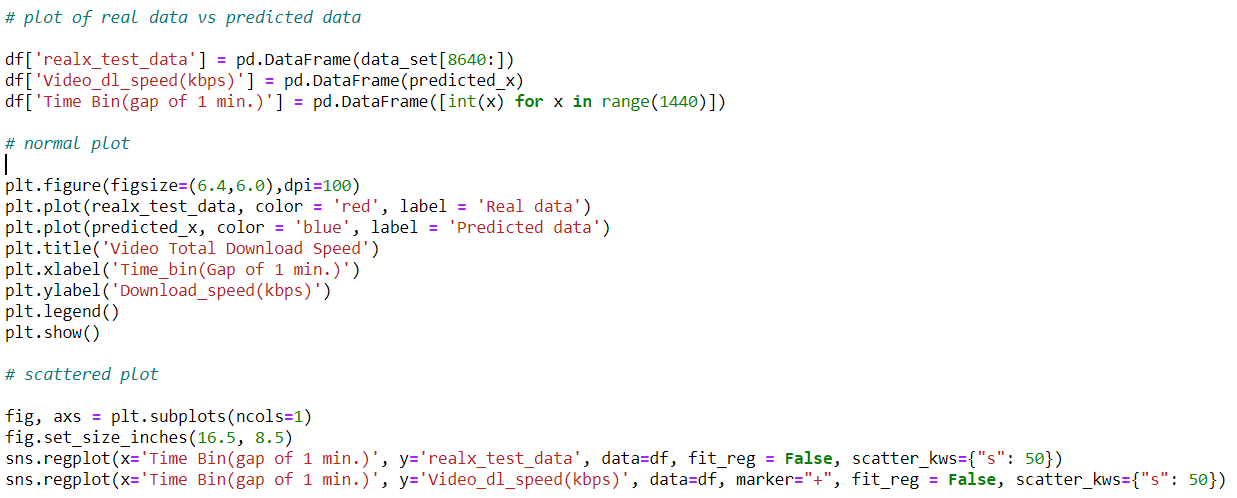 # plot of real data vs predicted data
df['realx_test_data'] = pd.DataFrame(data_set[8640:])
df['Video_dl_speed(kbps)'] = pd.DataFrame(predicted_x)
df['Time Bin(gap of 1 min.)'] = pd.DataFrame([int(x) for x in range(1440)])
# normal plot
plt.figure(figsize=(6.4,6.0),dpi=100)
plt.plot(realx_test_data, color = 'red', label = 'Real data')
plt.plot(predicted_x, color = 'blue', label = 'Predicted data')
plt.title('Video Total Download Speed')
plt.xlabel('Time_bin(Gap of 1 min.)')
plt.ylabel('Download_speed(kbps)')
plt.legend()
plt.show()
# scattered plot
fig, axs = plt.subplots(ncols=1)
fig.set_size_inches(16.5, 8.5)
sns.regplot(x='Time Bin(gap of 1 min.)', y='realx_test_data', data=df, fit_reg = False, scatter_kws={"s": 50})
sns.regplot(x='Time Bin(gap of 1 min.)', y='Video_dl_speed(kbps)', data=df, marker="+", fit_reg = False, scatter_kws={"s": 50})